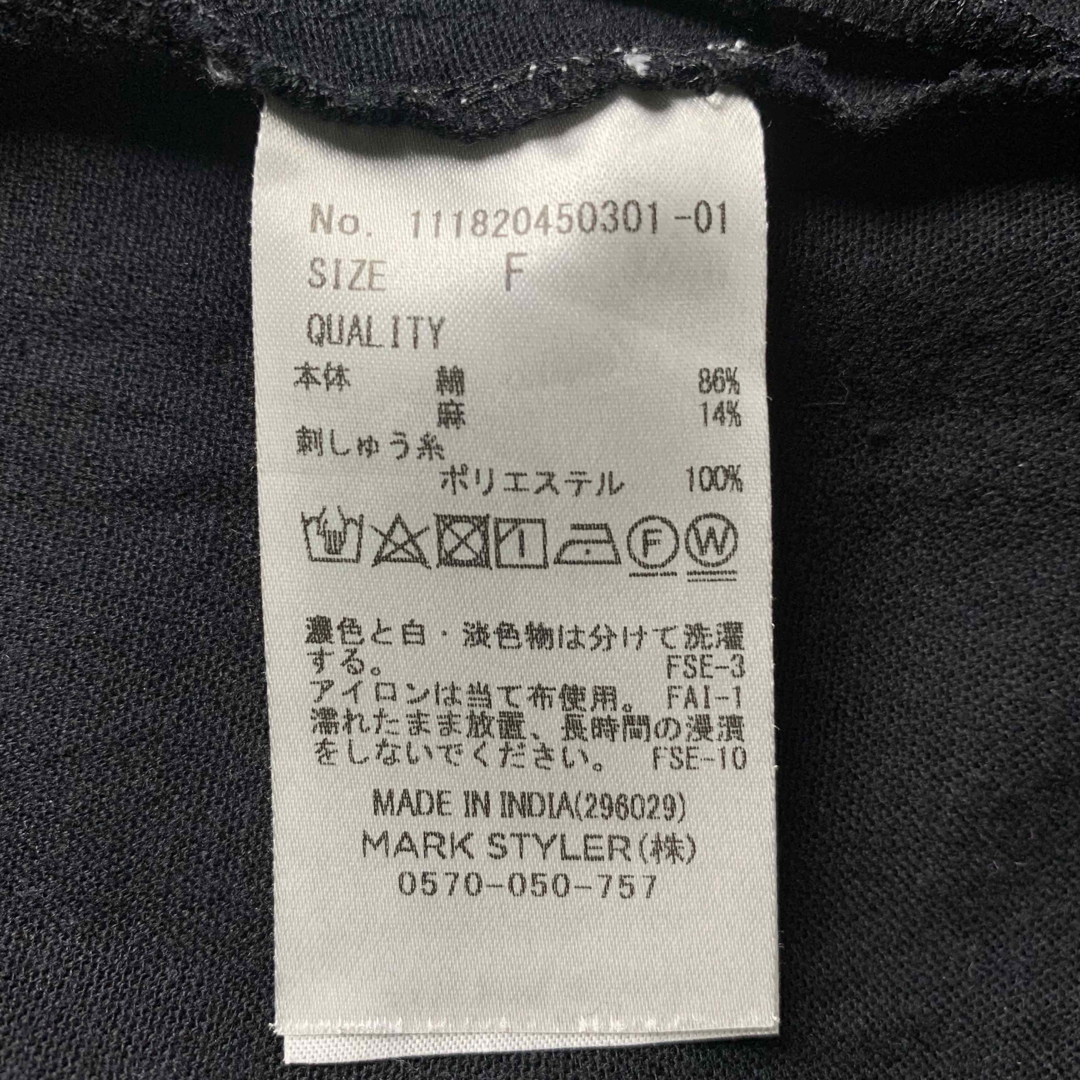 No. 111820450301-01
SIZE F
QUALITY
本体 綿 86%
麻 14%
刺しゅう糸
ポリエステル 100%
F W
濃色と白・淡色物は分けて洗濯
する。 FSE-3
アイロンは当て布使用。 FAI-1
濡れたまま放置、長時間の浸漬
をしないでください。 FSE-10
MADE IN INDIA(296029)
MARK STYLER(株)
0570-050-757